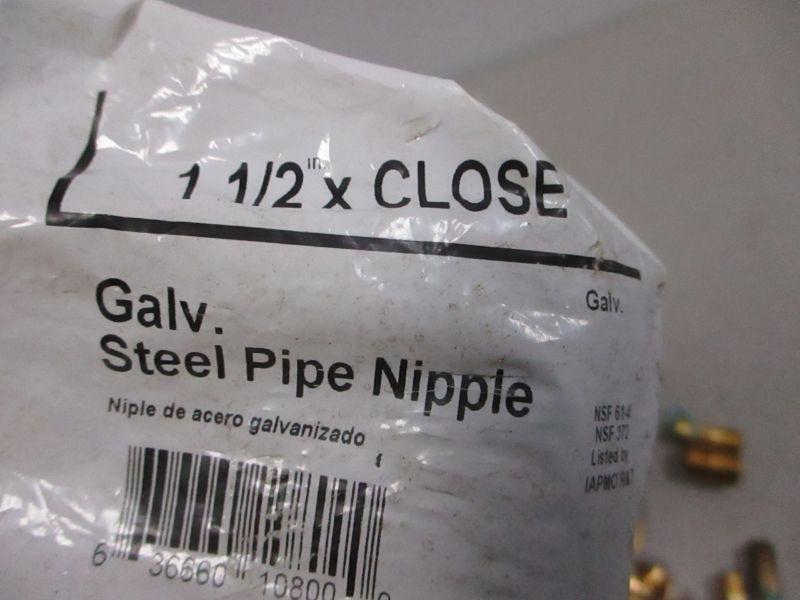 1 1/2 in. x CLOSE
Galv.
Galv.
Steel Pipe Nipple
Niple de acero galvanizado
NSF 61-
NSF 372
Listed by
IAPMO R&T
6 36660 10800